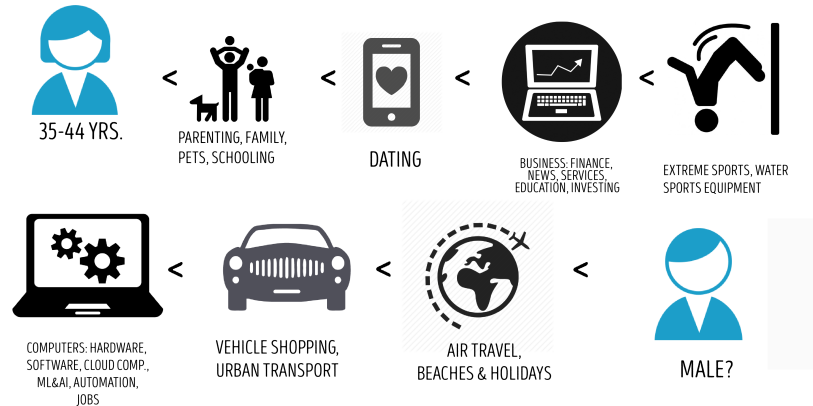 35-44 YRS.
<
PARENTING, FAMILY,
PETS, SCHOOLING
<
DATING
<
BUSINESS: FINANCE,
NEWS, SERVICES,
EDUCATION, INVESTING
<
EXTREME SPORTS, WATER
SPORTS EQUIPMENT
COMPUTERS: HARDWARE,
SOFTWARE, CLOUD COMP.,
ML&AI, AUTOMATION,
JOBS
<
VEHICLE SHOPPING,
URBAN TRANSPORT
<
AIR TRAVEL,
BEACHES & HOLIDAYS
<
MALE?